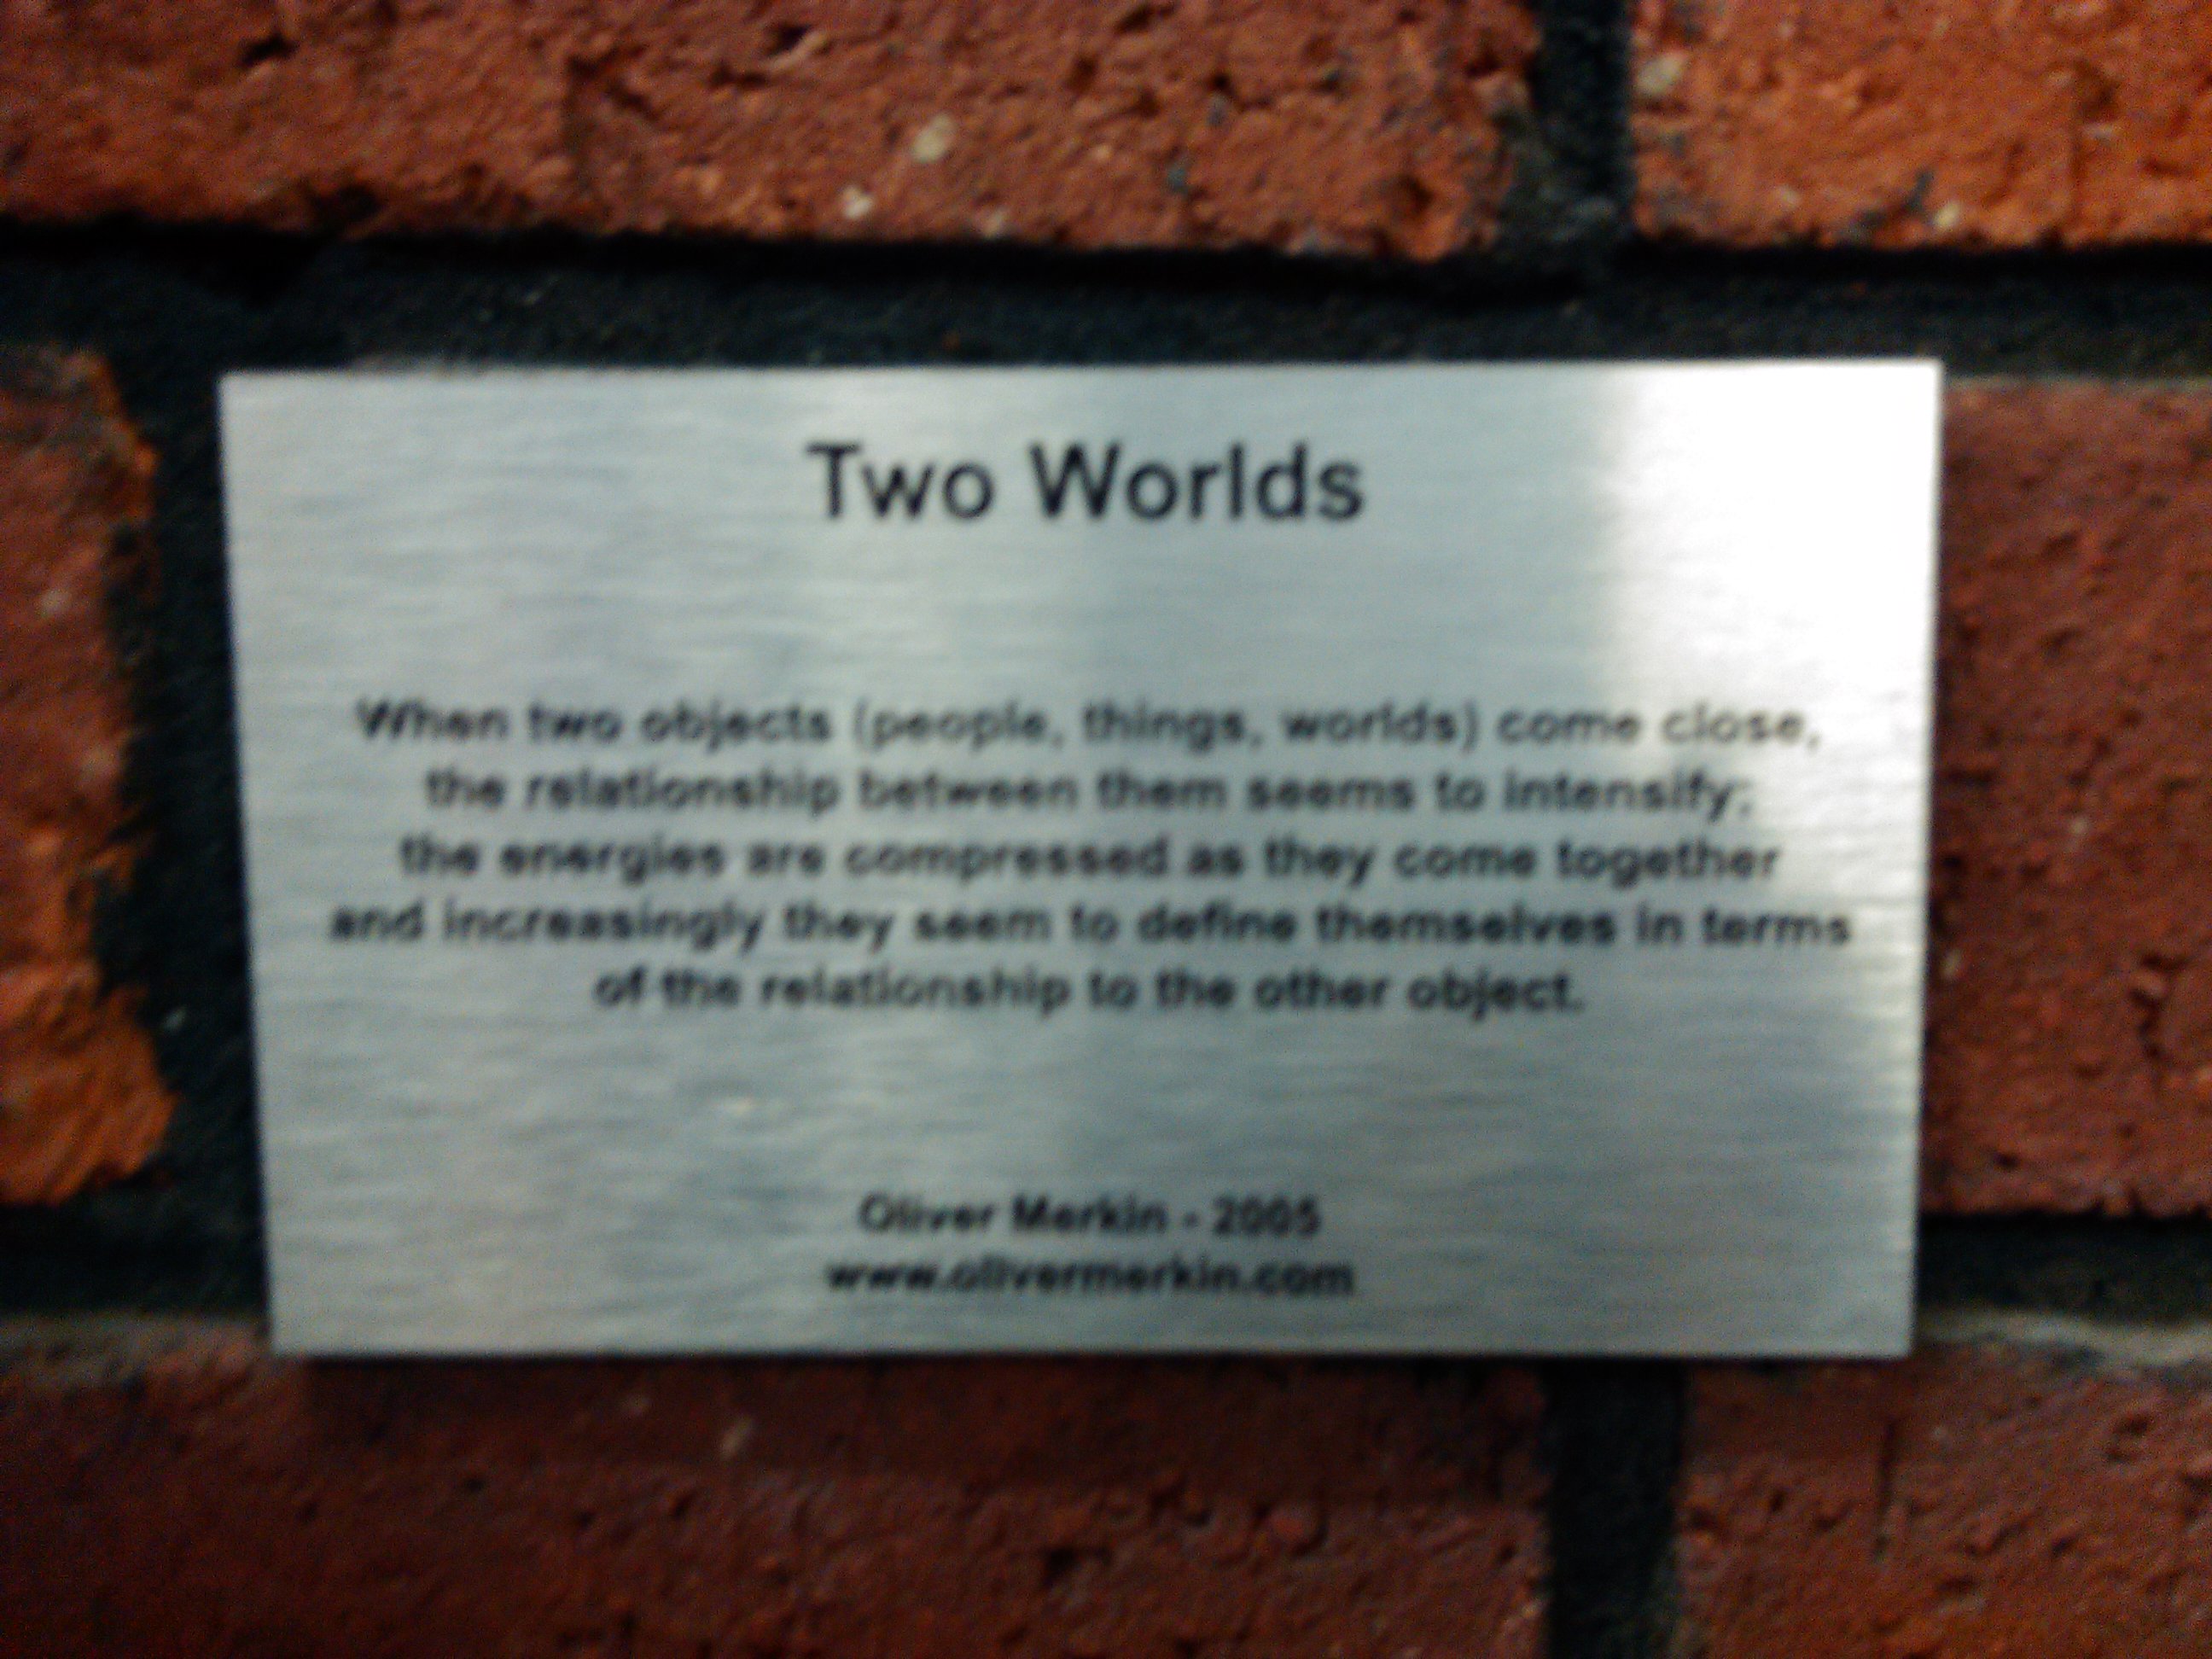 Two Worlds
When two objects (people, things, worlds) come close,
the relationship between them seems to intensify;
the energies are compressed as they come together
and increasingly they seem to define themselves in terms
of the relationship to the other object.
Oliver Merkin - 2005
www.olivermerkin.com